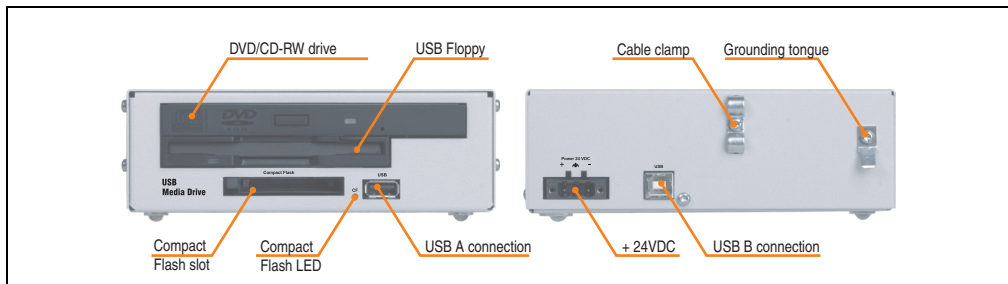 DVD/CD-RW drive
USB Floppy
Cable clamp
Grounding tongue
DVD
Compact Flash
USB
USB
Media Drive
Power 24 VDC
+ -
USB
Compact
Flash slot
Compact
Flash LED
USB A connection
+ 24VDC
USB B connection